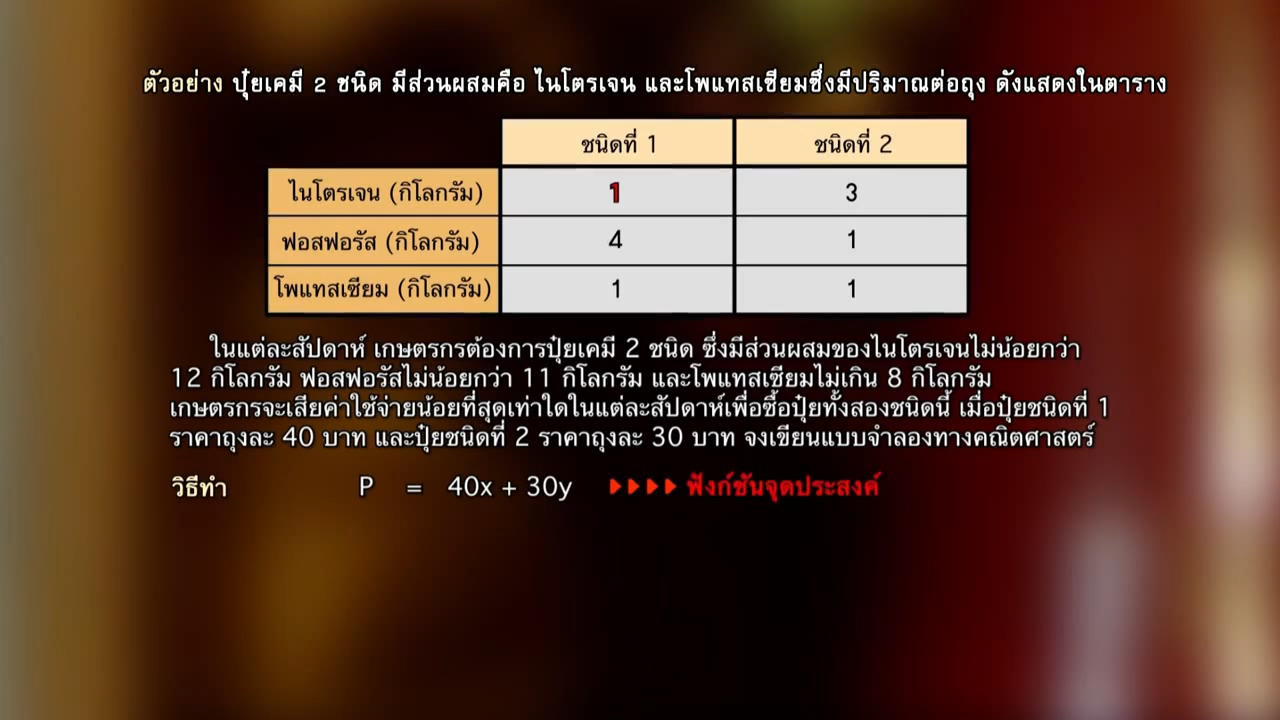 ตัวอย่าง ปุ๋ยเคมี 2 ชนิด มีส่วนผสมคือ ไนโตรเจน และโพแทสเซียมซึ่งมีปริมาณต่อถุง ดังแสดงในตาราง
ชนิดที่ 1 ชนิดที่ 2
ไนโตรเจน (กิโลกรัม) 1 3
ฟอสฟอรัส (กิโลกรัม) 4 1
โพแทสเซียม (กิโลกรัม) 1 1
ในแต่ละสัปดาห์ เกษตรกรต้องการปุ๋ยเคมี 2 ชนิด ซึ่งมีส่วนผสมของไนโตรเจนไม่น้อยกว่า
12 กิโลกรัม ฟอสฟอรัสไม่น้อยกว่า 11 กิโลกรัม และโพแทสเซียมไม่เกิน 8 กิโลกรัม
เกษตรกรจะเสียค่าใช้จ่ายน้อยที่สุดเท่าใดในแต่ละสัปดาห์เพื่อซื้อปุ๋ยทั้งสองชนิดนี้ เมื่อปุ๋ยชนิดที่ 1
ราคาถุงละ 40 บาท และปุ๋ยชนิดที่ 2 ราคาถุงละ 30 บาท จงเขียนแบบจำลองทางคณิตศาสตร์
วิธีทำ P = 40x + 30y ฟังก์ชันจุดประสงค์